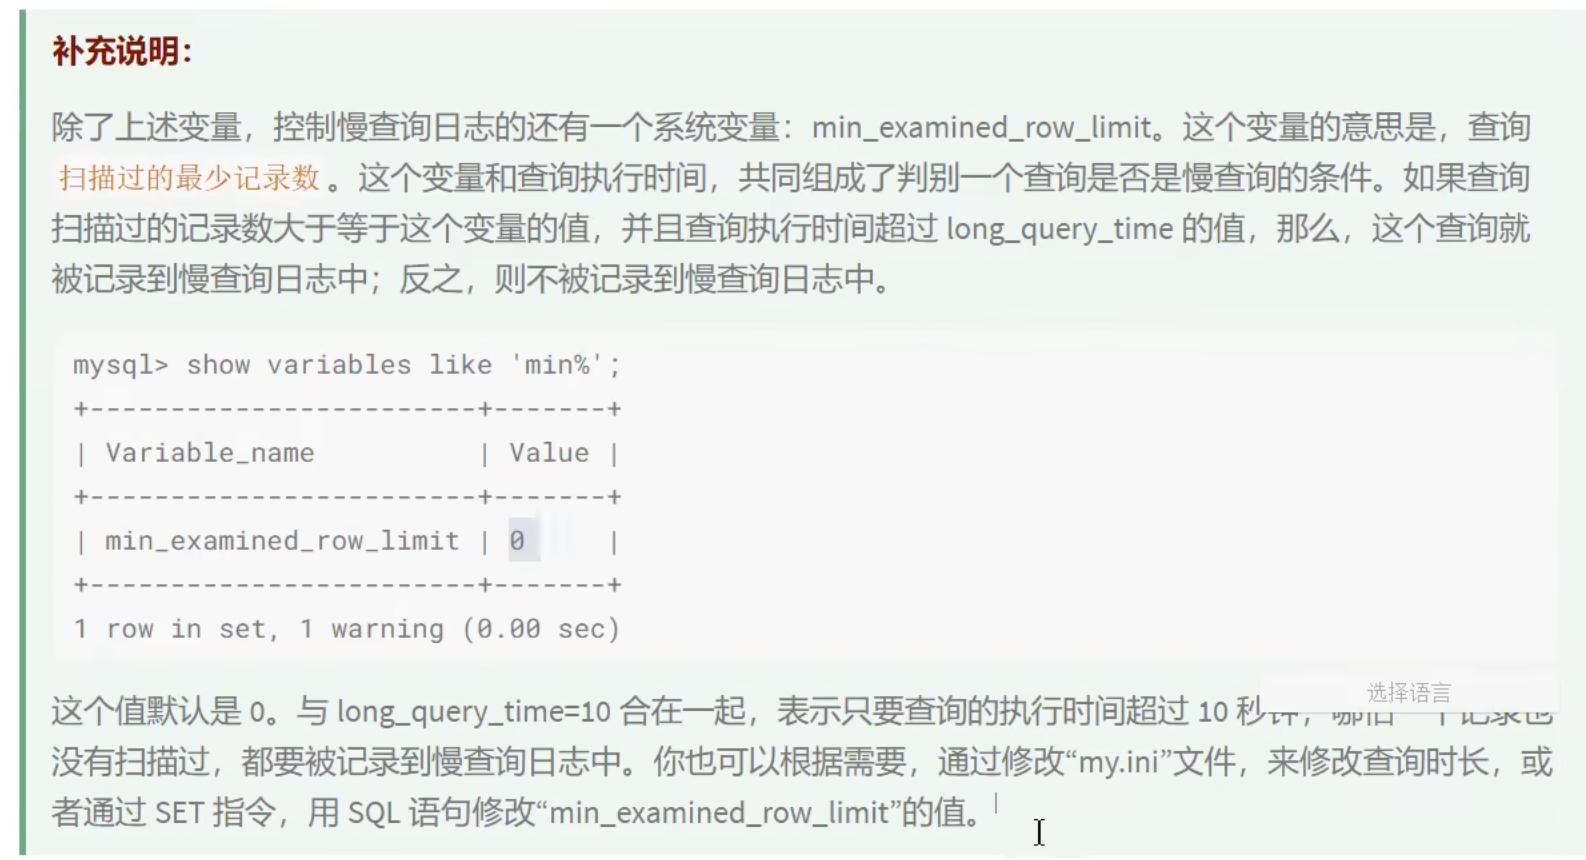 补充说明：
除了上述变量，控制慢查询日志的还有一个系统变量：min_examined_row_limit。这个变量的意思是，查询
扫描过的最少记录数。这个变量和查询执行时间，共同组成了判别一个查询是否是慢查询的条件。如果查询
扫描过的记录数大于等于这个变量的值，并且查询执行时间超过 long_query_time 的值，那么，这个查询就
被记录到慢查询日志中；反之，则不被记录到慢查询日志中。
mysql> show variables like 'min%';
+------------------------+-------+
| Variable_name          | Value |
+------------------------+-------+
| min_examined_row_limit | 0     |
+------------------------+-------+
1 row in set, 1 warning (0.00 sec)
选择语言
这个值默认是 0。与 long_query_time=10 合在一起，表示只要查询的执行时间超过 10 秒钟，哪怕一个记录也
没有扫描过，都要被记录到慢查询日志中。你也可以根据需要，通过修改“my.ini”文件，来修改查询时长，或
者通过 SET 指令，用 SQL 语句修改“min_examined_row_limit”的值。